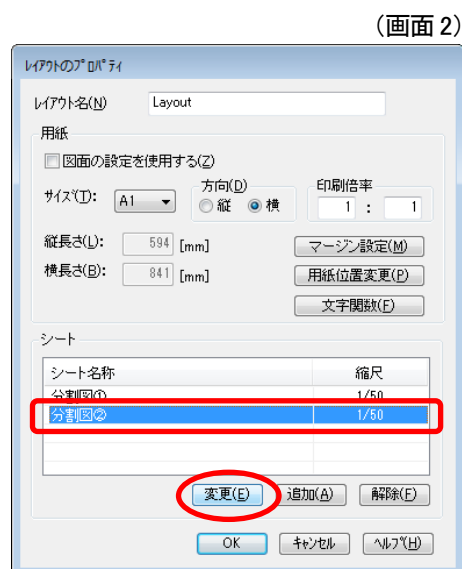 (画面 2)
レイアウトのプロパティ
レイアウト名(N) Layout
用紙
図面の設定を使用する(Z)
サイズ(T): A1 方向(D) 縦 横 印刷倍率 1 : 1
縦長さ(L): 594 [mm] マージン設定(M)
横長さ(B): 841 [mm] 用紙位置変更(P)
文字関数(F)
シート
シート名称 縮尺
分割図① 1/50
分割図② 1/50
変更(E) 追加(A) 解除(F)
OK キャンセル ヘルプ(H)